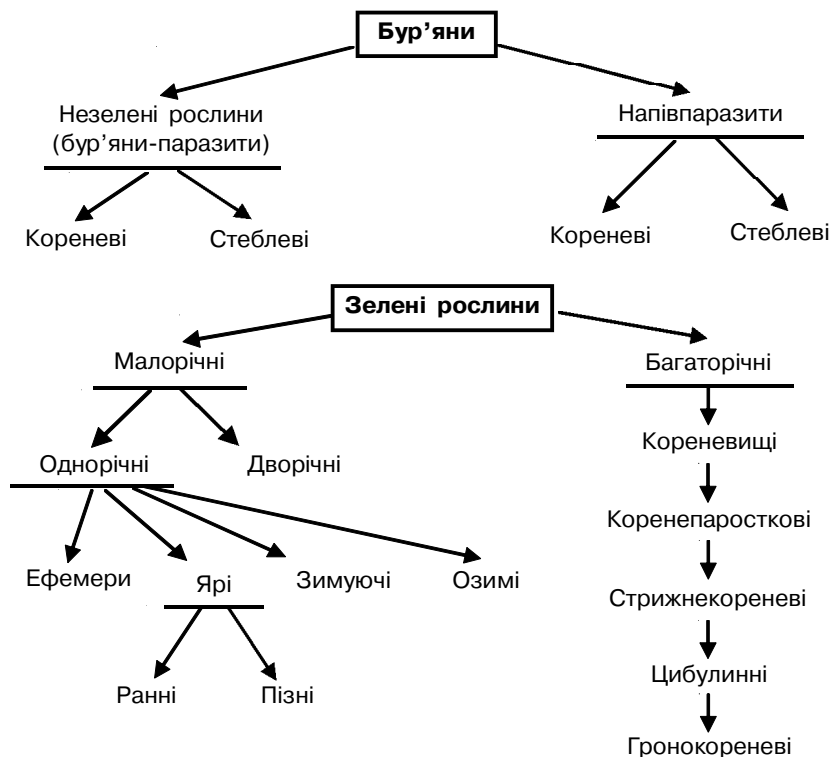 Бур’яни
Незелені рослини
(бур’яни-паразити)
Напівпаразити
Кореневі
Стеблеві
Кореневі
Стеблеві
Зелені рослини
Малорічні
Багаторічні
Однорічні
Дворічні
Кореневищі
Коренепаросткові
Ефемери
Ярі
Зимуючі
Озимі
Стрижнекореневі
Ранні
Пізні
Цибулинні
Гронокореневі